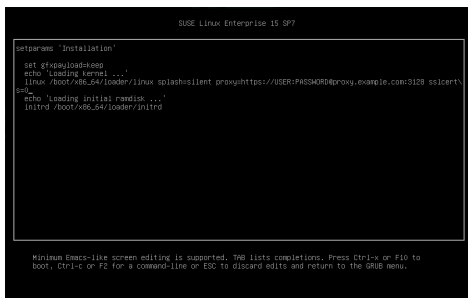 SUSE Linux Enterprise 15 SP7
setparams 'Installation'
set gfxpayload=keep
echo 'Loading kernel ...'
linux /boot/x86_64/loader/linux splash=silent proxy=https://USER:PASSWORD@proxy.example.com:3128 sslcert\
s=0_
echo 'Loading initial ramdisk ...'
initrd /boot/x86_64/loader/initrd
Minimum Emacs-like screen editing is supported. TAB lists completions. Press Ctrl-x or F10 to
boot, Ctrl-c or F2 for a command-line or ESC to discard edits and return to the GRUB menu.